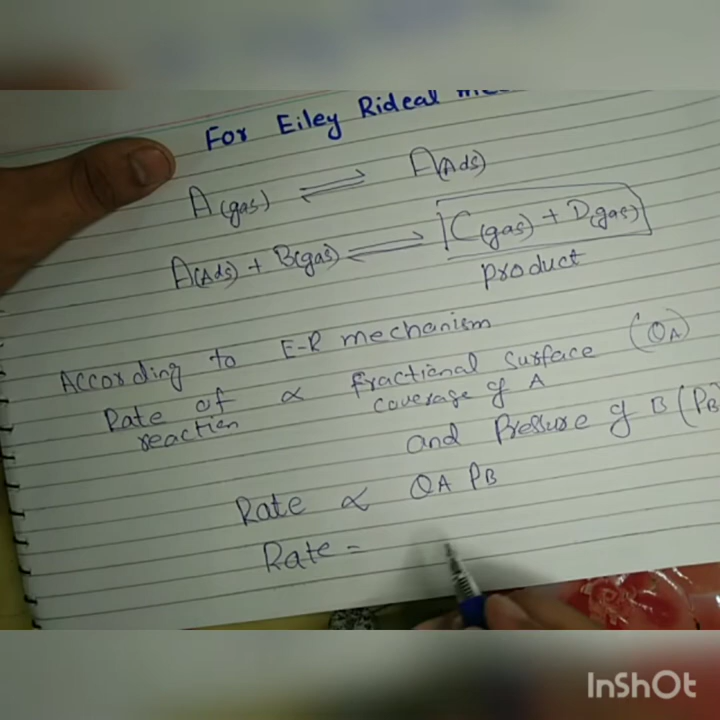 For Eiley Rideal
A(gas) ⇌ A(Ads)
A(Ads) + B(gas) ⇌ C(gas) + D(gas)
Product
According to E-R mechanism
Rate of reaction ∝ fractional surface coverage of A (θA)
and Pressure of B (PB
Rate ∝ θA PB
Rate =
InShOt